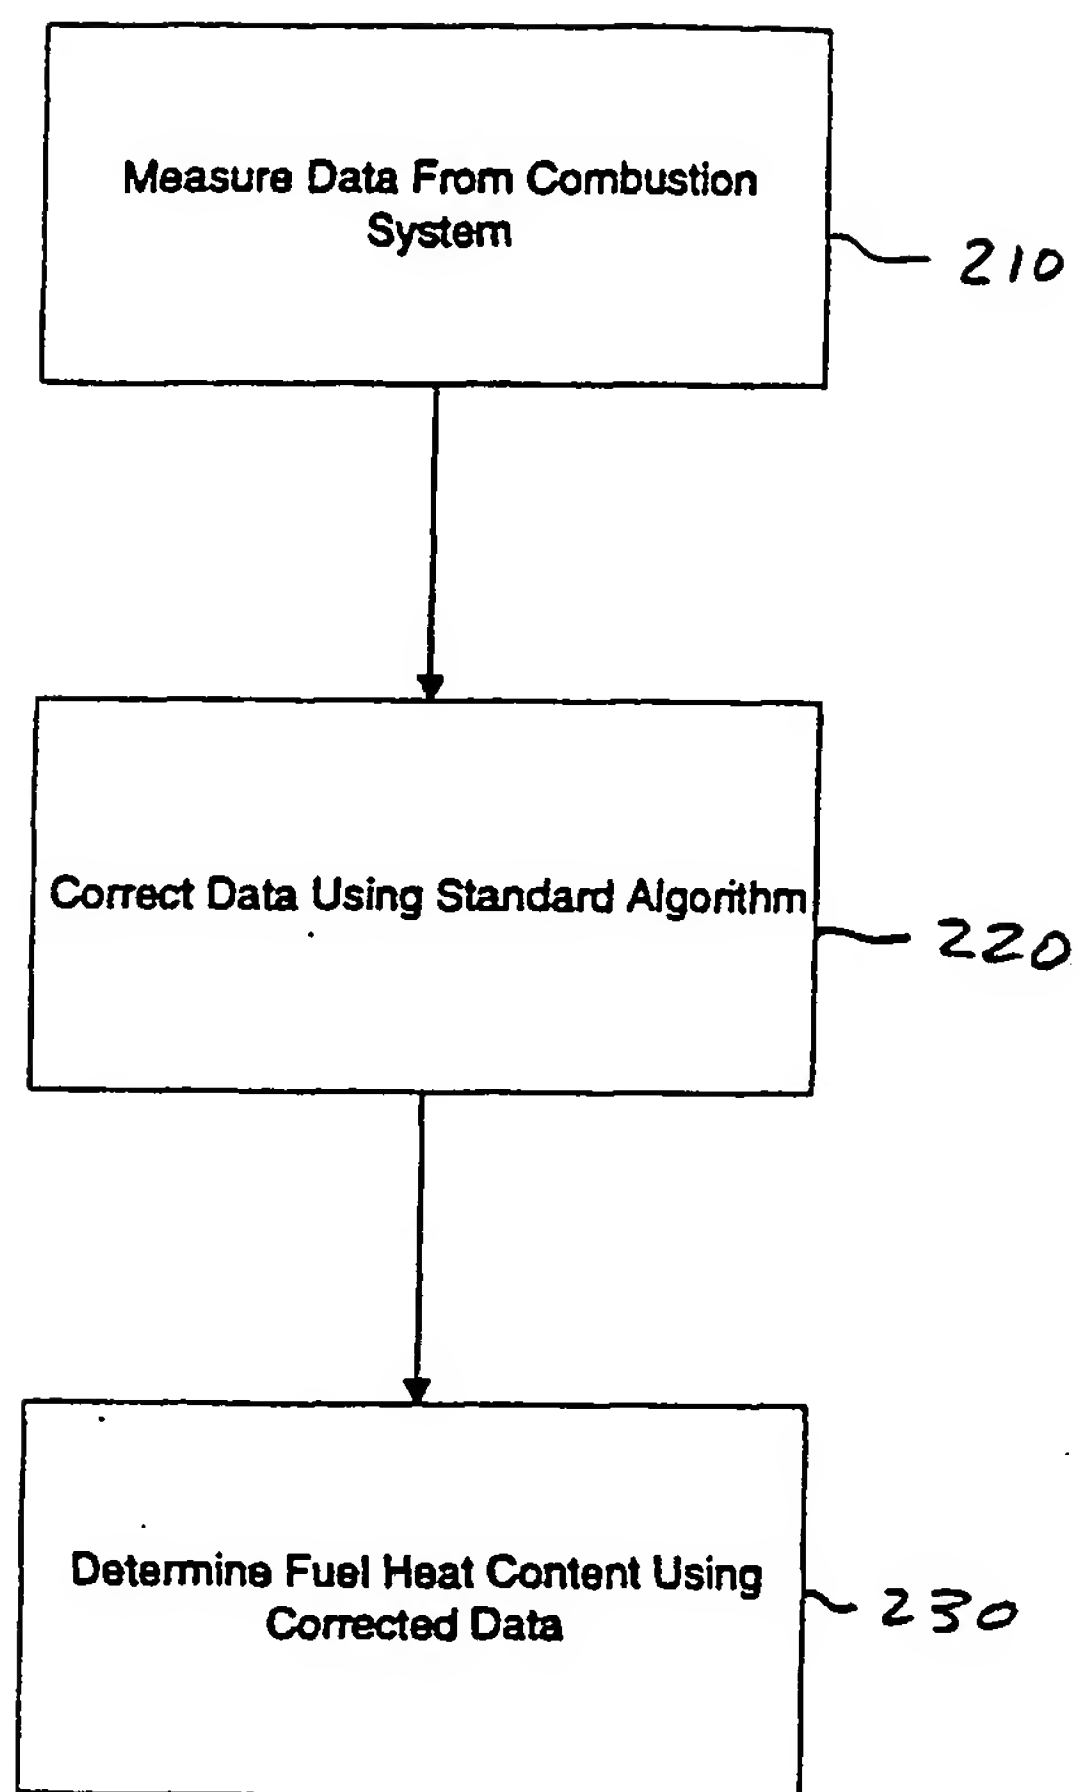 Measure Data From Combustion
System
210
Correct Data Using Standard Algorithm
220
Determine Fuel Heat Content Using
Corrected Data
230